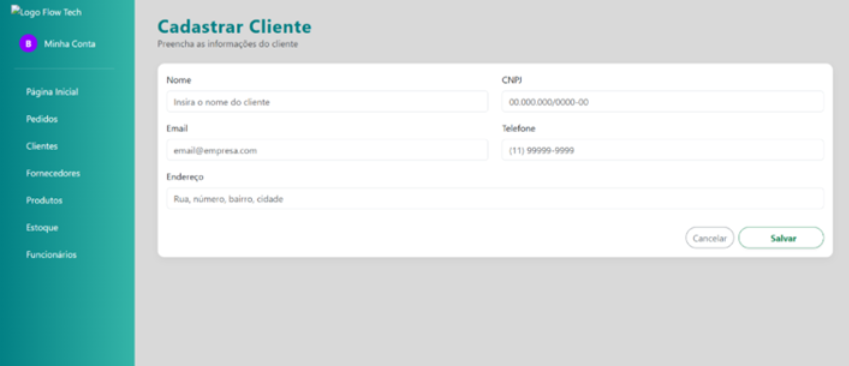 Logo Flow Tech
B Minha Conta
Página Inicial
Pedidos
Clientes
Fornecedores
Produtos
Estoque
Funcionários
Cadastrar Cliente
Preencha as informações do cliente
Nome
Insira o nome do cliente
CNPJ
00.000.000/0000-00
Email
email@empresa.com
Telefone
(11) 99999-9999
Endereço
Rua, número, bairro, cidade
Cancelar
Salvar